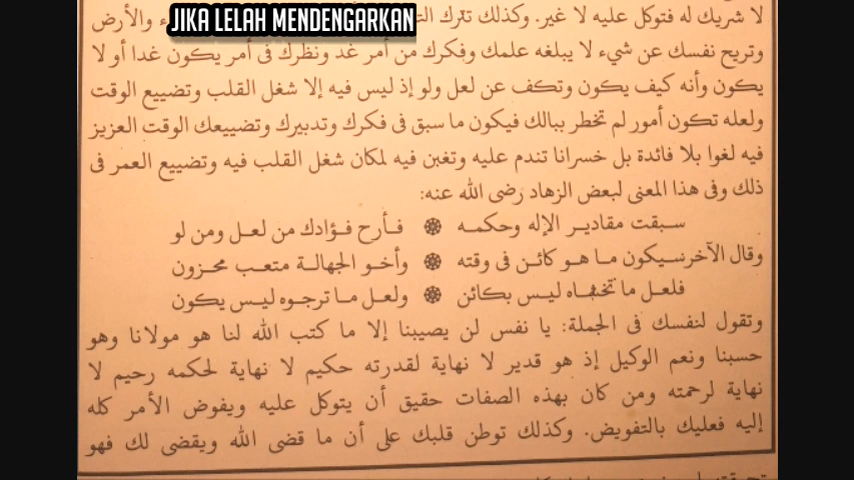 JIKA LELAH MENDENGARKAN
لا شريك له فتوكل عليه لا غير. وكذلك تترك والأرض
وتريح نفسك عن شيء لا يبلغه علمك وفكرك من أمر غد ونظرك فى أمر يكون غدا أو لا
يكون وأنه كيف يكون وتكف عن لعل ولو إذ ليس فيه إلا شغل القلب وتضييع الوقت
ولعله تكون أمور لم تخطر ببالك فيكون ما سبق فى فكرك وتدبيرك وتضييعك الوقت العزيز
فيه لغوا بلا فائدة بل خسرانا تندم عليه وتغبن فيه لمكان شغل القلب فيه وتضييع العمر فى
ذلك وفى هذا المعنى لبعض الزهاد رضى الله عنه:
سبقت مقادير الإله وحكمه ۞ فأرح فؤادك من لعل ومن لو
وقال الآخر سيكون ما هو كائن فى وقته ۞ وأخو الجهالة متعب محزون
فلعل ما تخشاه ليس بكائن ۞ ولعل ما ترجوه ليس يكون
وتقول لنفسك فى الجملة: يا نفس لن يصيبنا إلا ما كتب الله لنا هو مولانا وهو
حسبنا ونعم الوكيل إذ هو قدير لا نهاية لقدرته حكيم لا نهاية لحكمه رحيم لا
نهاية لرحمته ومن كان بهذه الصفات حقيق أن يتوكل عليه ويفوض الأمر كله
إليه فعليك بالتفويض. وكذلك توطن قلبك على أن ما قضى الله ويقضى لك فهو